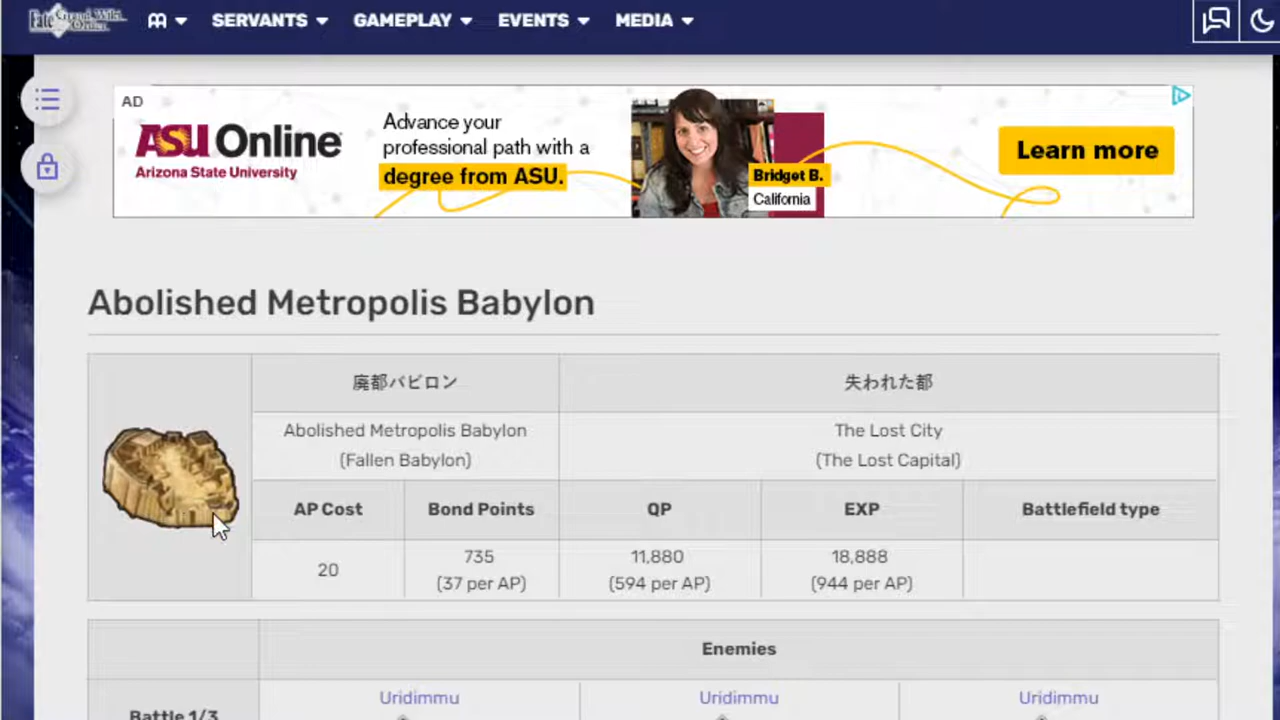 Fate Grand Order Wiki
SERVANTS
GAMEPLAY
EVENTS
MEDIA
AD
ASU Online
Arizona State University
Advance your
professional path with a
degree from ASU.
Bridget B.
California
Learn more
Abolished Metropolis Babylon
廃都バビロン
失われた都
Abolished Metropolis Babylon
(Fallen Babylon)
The Lost City
(The Lost Capital)
AP Cost
Bond Points
QP
EXP
Battlefield type
20
735
(37 per AP)
11,880
(594 per AP)
18,888
(944 per AP)
Enemies
Battle 1/3
Uridimmu
Uridimmu
Uridimmu